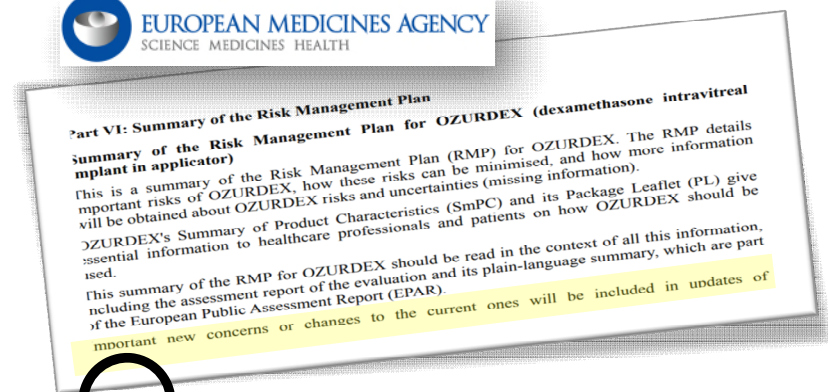 EUROPEAN MEDICINES AGENCY
SCIENCE MEDICINES HEALTH
Part VI: Summary of the Risk Management Plan
Summary of the Risk Management Plan for OZURDEX (dexamethasone intravitreal
mplant in applicator)
This is a summary of the Risk Management Plan (RMP) for OZURDEX. The RMP details
mportant risks of OZURDEX, how these risks can be minimised, and how more information
will be obtained about OZURDEX risks and uncertainties (missing information).
OZURDEX's Summary of Product Characteristics (SmPC) and its Package Leaflet (PL) give
essential information to healthcare professionals and patients on how OZURDEX should be
ised.
This summary of the RMP for OZURDEX should be read in the context of all this information,
ncluding the assessment report of the evaluation and its plain-language summary, which are part
of the European Public Assessment Report (EPAR).
mportant new concerns or changes to the current ones will be included in updates of